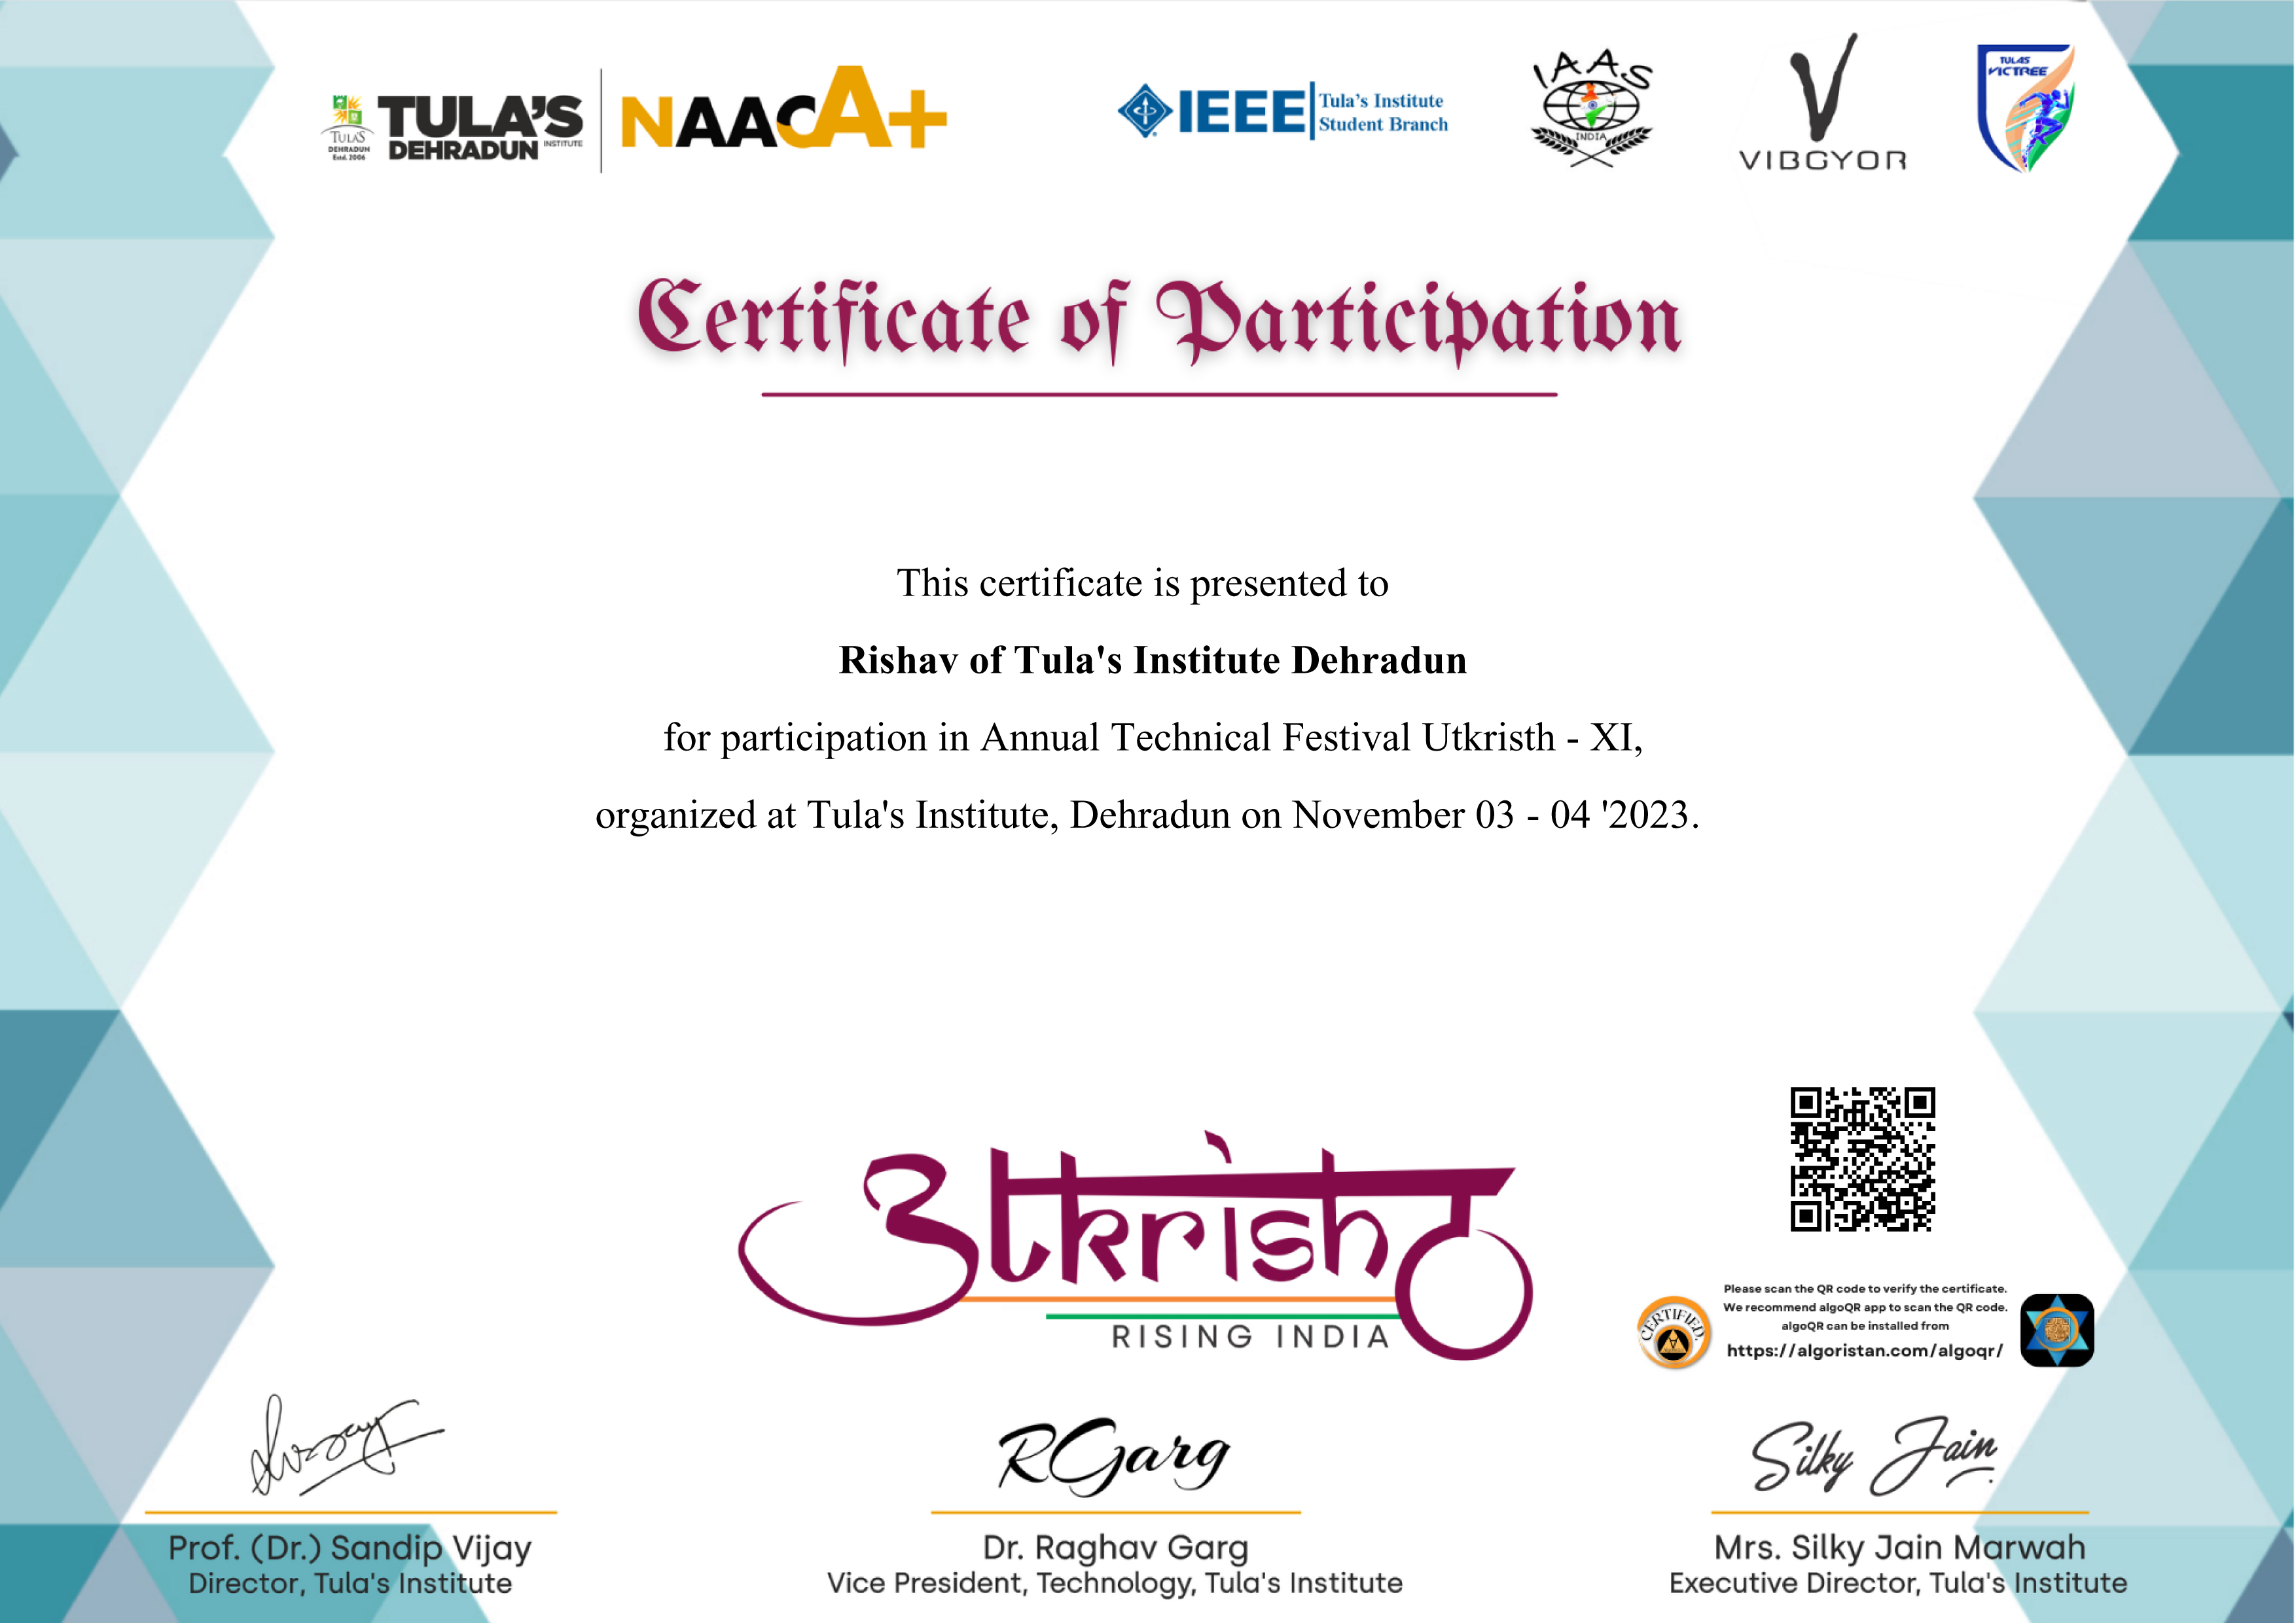 TULA'S
DEHRADUN
Estd. 2006
TULA'S
DEHRADUN INSTITUTE
NAAC A+
IEEE
Tula's Institute
Student Branch
IAAS
INDIA
VIBGYOR
TULAS
VICTREE
Certificate of Participation
This certificate is presented to
Rishav of Tula's Institute Dehradun
for participation in Annual Technical Festival Utkristh - XI,
organized at Tula's Institute, Dehradun on November 03 - 04 '2023.
उtkrishठ
RISING INDIA
Please scan the QR code to verify the certificate.
We recommend algoQR app to scan the QR code.
algoQR can be installed from
https://algoristan.com/algoqr/
CERTIFIED.
RGarg
Silky Jain
Prof. (Dr.) Sandip Vijay
Director, Tula's Institute
Dr. Raghav Garg
Vice President, Technology, Tula's Institute
Mrs. Silky Jain Marwah
Executive Director, Tula's Institute